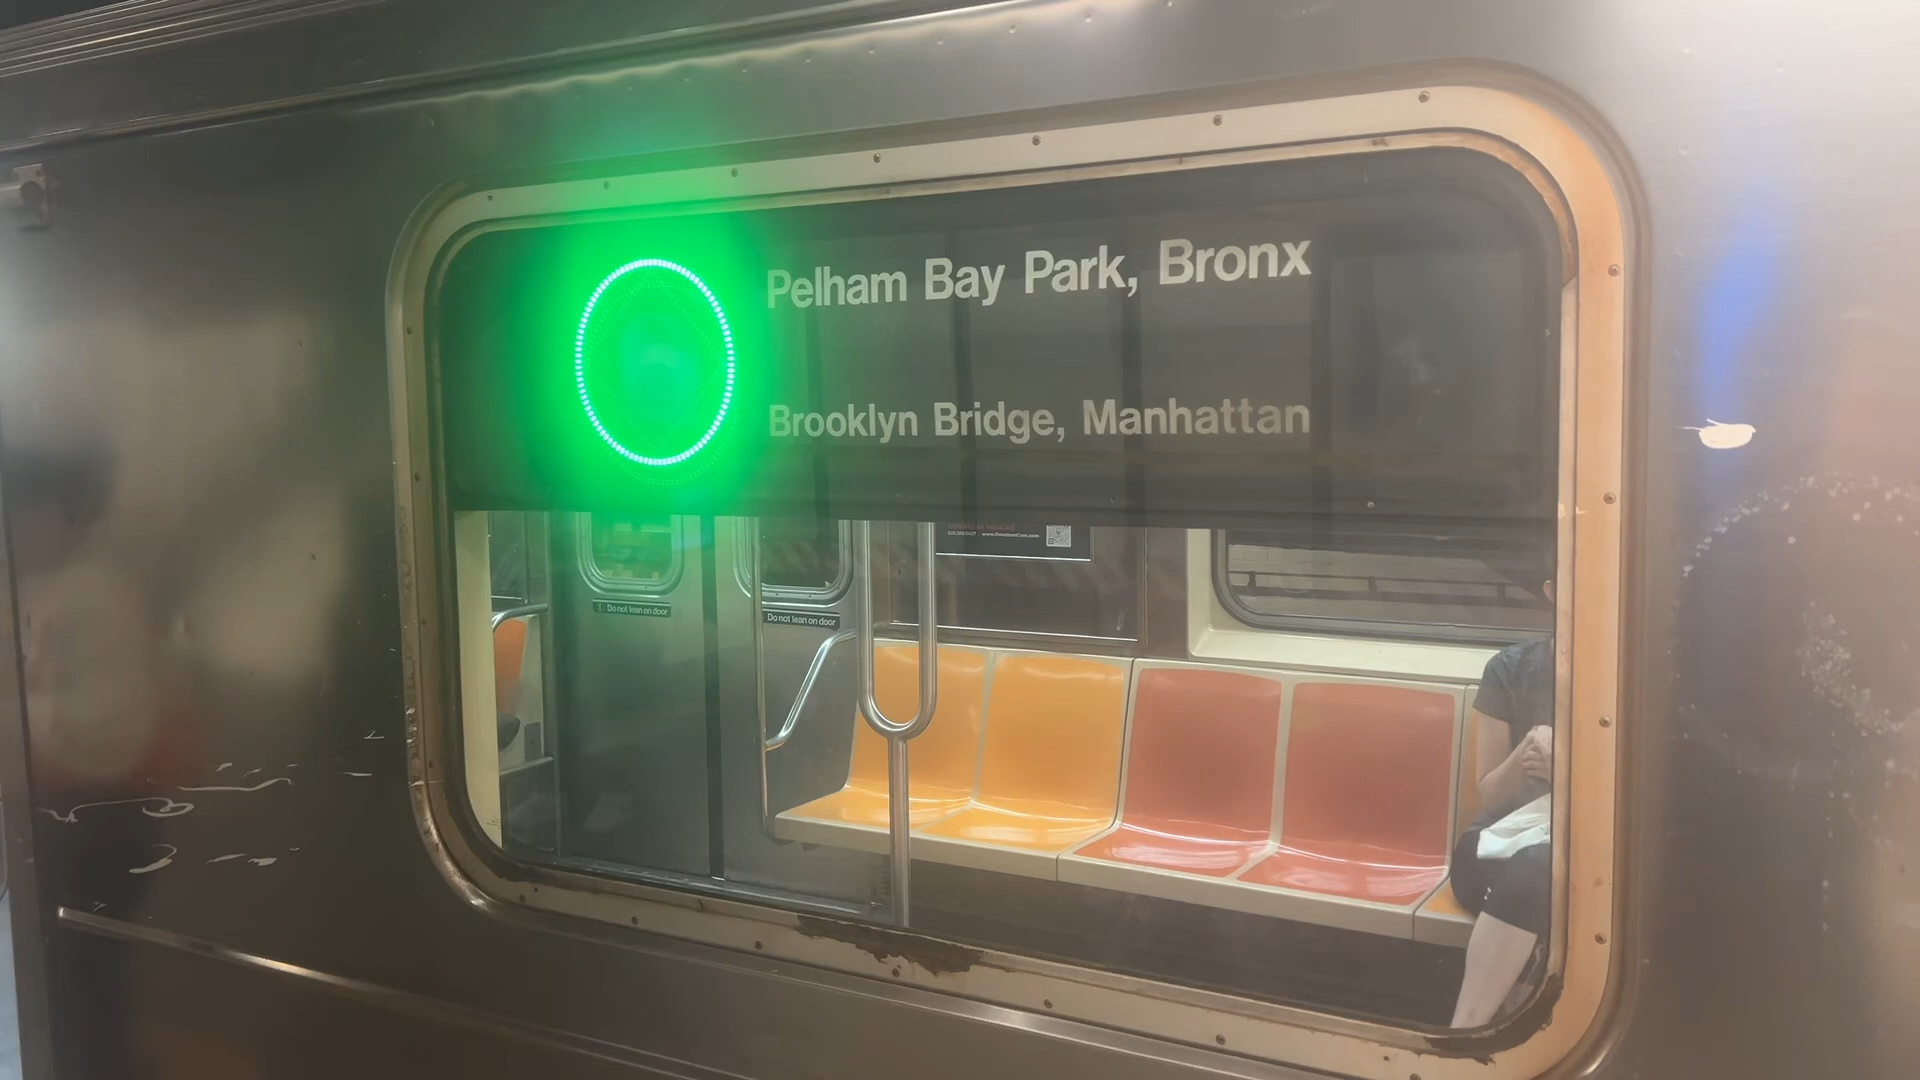 Pelham Bay Park, Bronx
Brooklyn Bridge, Manhattan
Do not lean on door
Do not lean on door